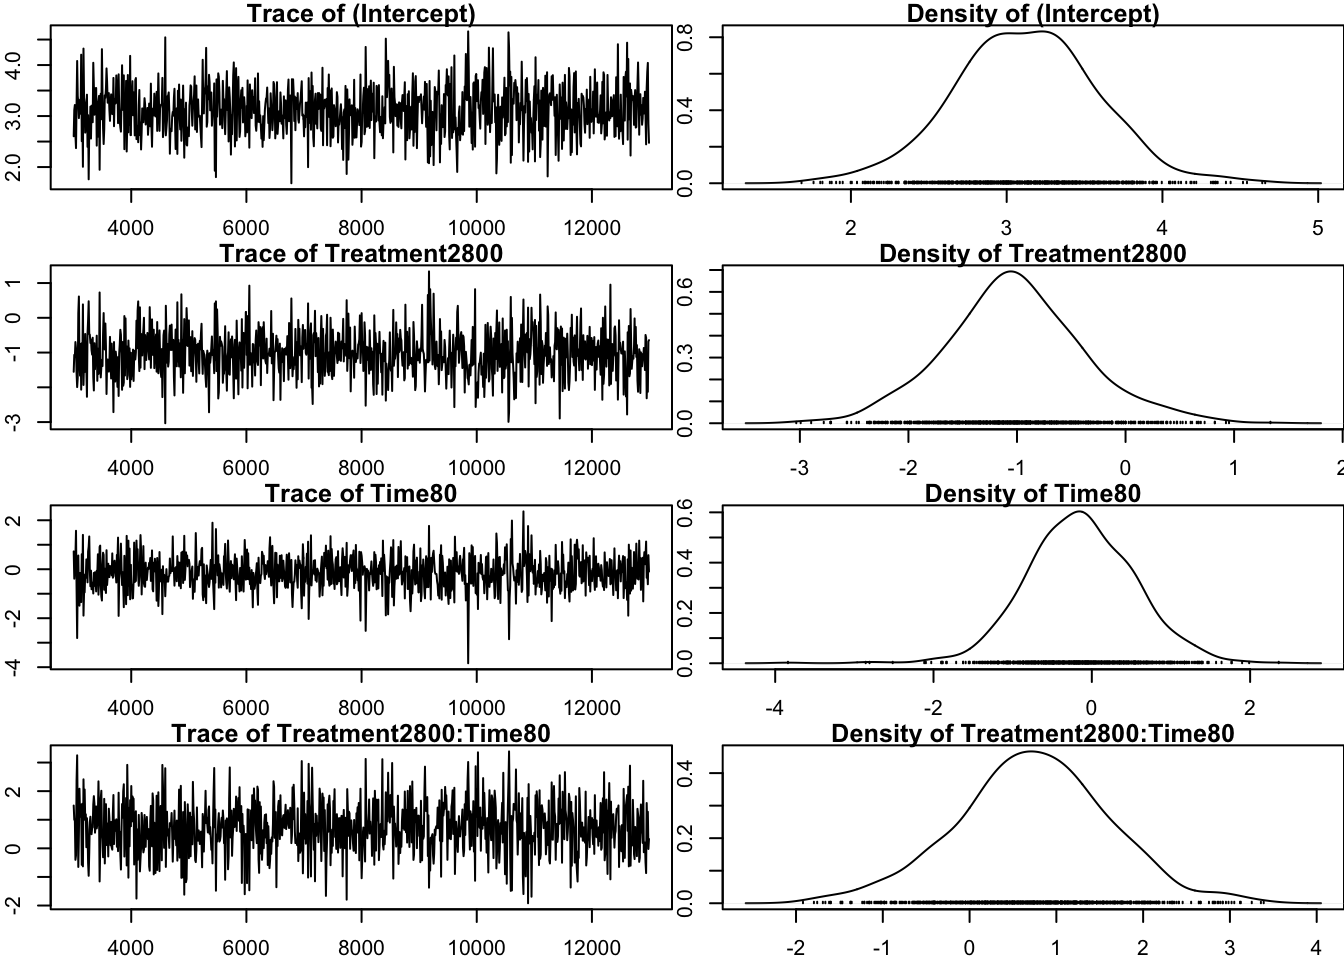 Trace of (Intercept)
2.0 3.0 4.0
4000 6000 8000 10000 12000
Density of (Intercept)
0.0 0.4 0.8
2 3 4 5
Trace of Treatment2800
-3 -1 0 1
4000 6000 8000 10000 12000
Density of Treatment2800
0.0 0.3 0.6
-3 -2 -1 0 1 2
Trace of Time80
-4 -2 0 2
4000 6000 8000 10000 12000
Density of Time80
0.0 0.2 0.4 0.6
-4 -2 0 2
Trace of Treatment2800:Time80
-2 0 2
4000 6000 8000 10000 12000
Density of Treatment2800:Time80
0.0 0.2 0.4
-2 -1 0 1 2 3 4